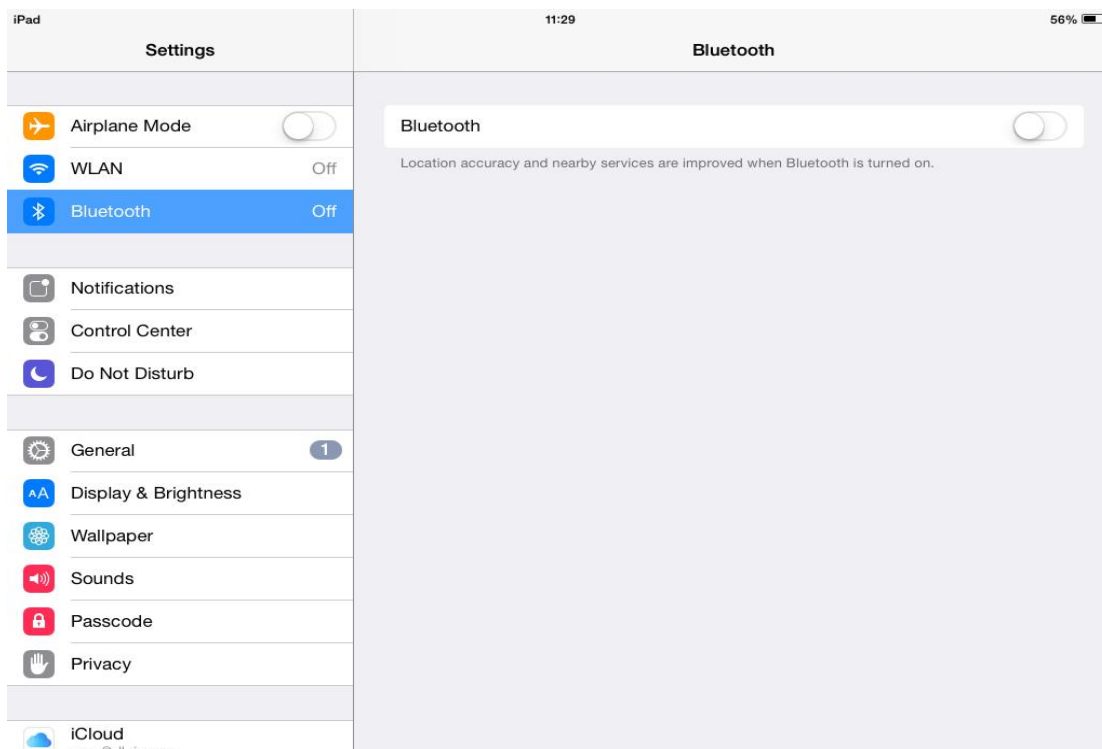 iPad 11:29 56%
Settings Bluetooth
Airplane Mode
WLAN Off
Bluetooth Off
Notifications
Control Center
Do Not Disturb
General 1
AA Display & Brightness
Wallpaper
Sounds
Passcode
Privacy
iCloud
Bluetooth
Location accuracy and nearby services are improved when Bluetooth is turned on.